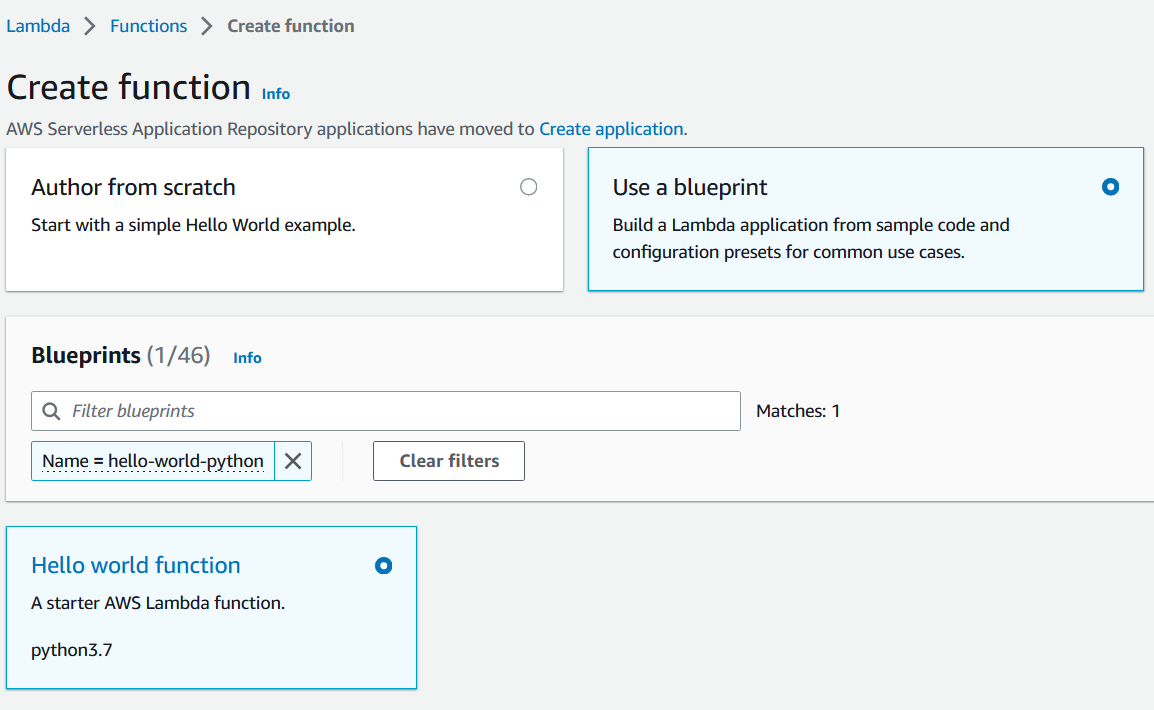 Lambda > Functions > Create function
Create function Info
AWS Serverless Application Repository applications have moved to Create application.
Author from scratch
Start with a simple Hello World example.
Use a blueprint
Build a Lambda application from sample code and
configuration presets for common use cases.
Blueprints (1/46) Info
Filter blueprints
Matches: 1
Name = hello-world-python
Clear filters
Hello world function
A starter AWS Lambda function.
python3.7